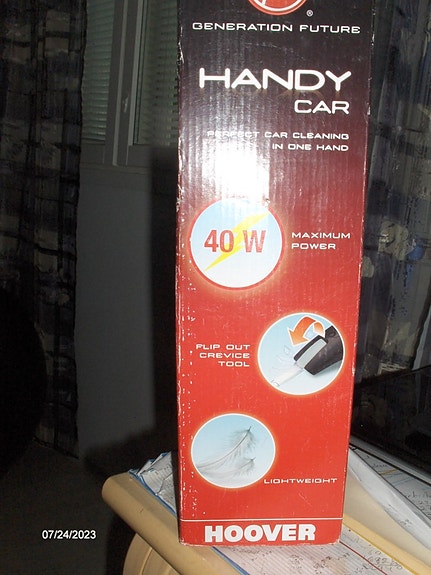 ®
GENERATION FUTURE
HANDY
CAR
PERFECT CAR CLEANING
IN ONE HAND
40 W
MAXIMUM
POWER
FLIP OUT
CREVICE
TOOL
LIGHTWEIGHT
HOOVER
07/24/2023